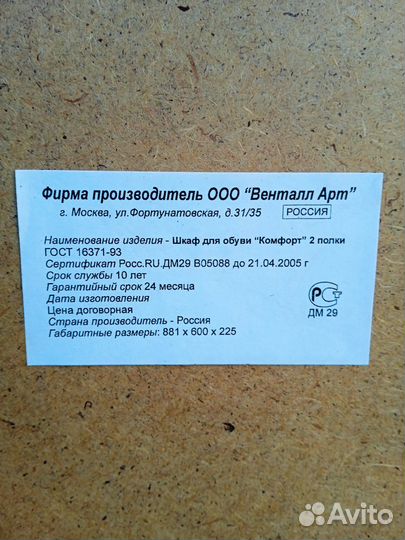 Фирма производитель ООО "Венталл Арт"
г. Москва, ул.Фортунатовская, д.31/35 РОССИЯ
Наименование изделия - Шкаф для обуви "Комфорт" 2 полки
ГОСТ 16371-93
Сертификат Росс.RU.ДМ29 В05088 до 21.04.2005 г
Срок службы 10 лет
Гарантийный срок 24 месяца
Дата изготовления
Цена договорная
Страна производитель - Россия
Габаритные размеры: 881 х 600 х 225
РСТ
ДМ 29
Avito